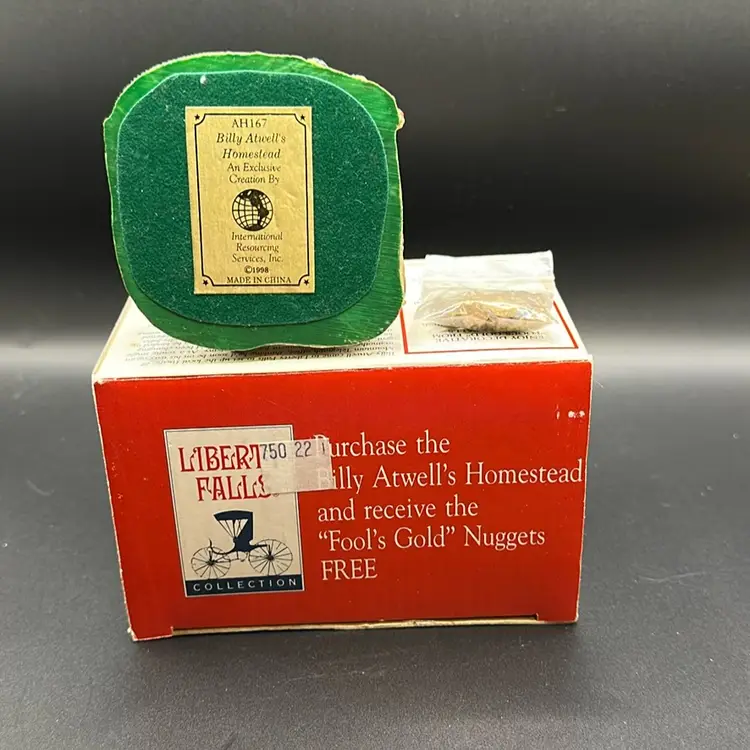 AH167
Billy Atwell's
Homestead
An Exclusive
Creation By
International
Resourcing
Services, Inc.
©1998
MADE IN CHINA
LIBERT
FALLS
COLLECTION
750 22
Purchase the
Billy Atwell's Homestead
and receive the
"Fool's Gold" Nuggets
FREE